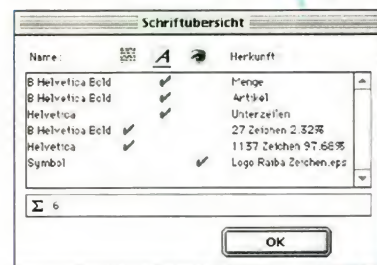 Schriftübersicht
Name: A Herkunft
B Helvetica Bold ✔ Menge
B Helvetica Bold ✔ Artikel
Helvetica ✔ Unterzeilen
B Helvetica Bold ✔ 27 Zeichen 2.32%
Helvetica ✔ 1137 Zeichen 97.68%
Symbol ✔ Logo Raiba Zeichen.eps
Σ 6
OK